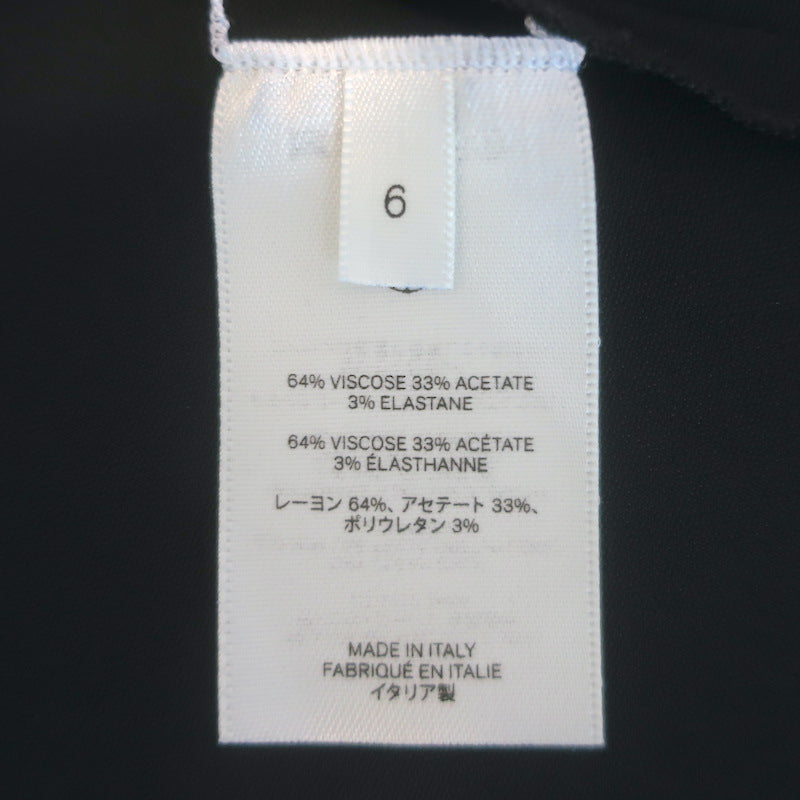 6
64% VISCOSE 33% ACETATE
3% ELASTANE
64% VISCOSE 33% ACÉTATE
3% ÉLASTHANNE
レーヨン 64%、アセテート 33%、
ポリウレタン 3%
MADE IN ITALY
FABRIQUÉ EN ITALIE
イタリア製